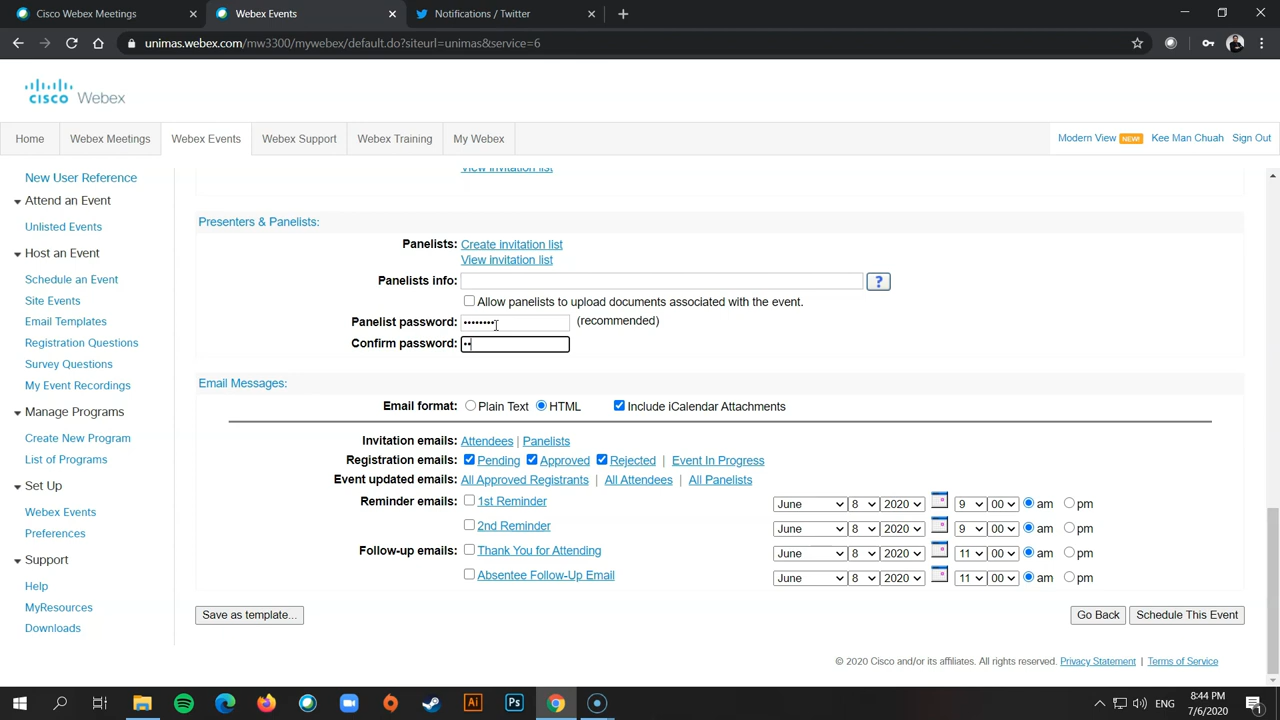 Cisco Webex Meetings
Webex Events
Notifications / Twitter
unimas.webex.com/mw3300/mywebex/default.do?siteurl=unimas&service=6
cisco Webex
Home
Webex Meetings
Webex Events
Webex Support
Webex Training
My Webex
Modern View NEW!
Kee Man Chuah
Sign Out
New User Reference
Attend an Event
Unlisted Events
Host an Event
Schedule an Event
Site Events
Email Templates
Registration Questions
Survey Questions
My Event Recordings
Manage Programs
Create New Program
List of Programs
Set Up
Webex Events
Preferences
Support
Help
MyResources
Downloads
View invitation list
Presenters & Panelists:
Panelists: Create invitation list
View invitation list
Panelists info:
?
Allow panelists to upload documents associated with the event.
Panelist password: •••••••• (recommended)
Confirm password: ••
Email Messages:
Email format: Plain Text HTML Include iCalendar Attachments
Invitation emails: Attendees | Panelists
Registration emails: Pending Approved Rejected | Event In Progress
Event updated emails: All Approved Registrants | All Attendees | All Panelists
Reminder emails: 1st Reminder June 8 2020 9 00 am pm
2nd Reminder June 8 2020 9 00 am pm
Follow-up emails: Thank You for Attending June 8 2020 11 00 am pm
Absentee Follow-Up Email June 8 2020 11 00 am pm
Save as template...
Go Back
Schedule This Event
© 2020 Cisco and/or its affiliates. All rights reserved. Privacy Statement | Terms of Service
Ai
Ps
ENG
8:44 PM
7/6/2020
1